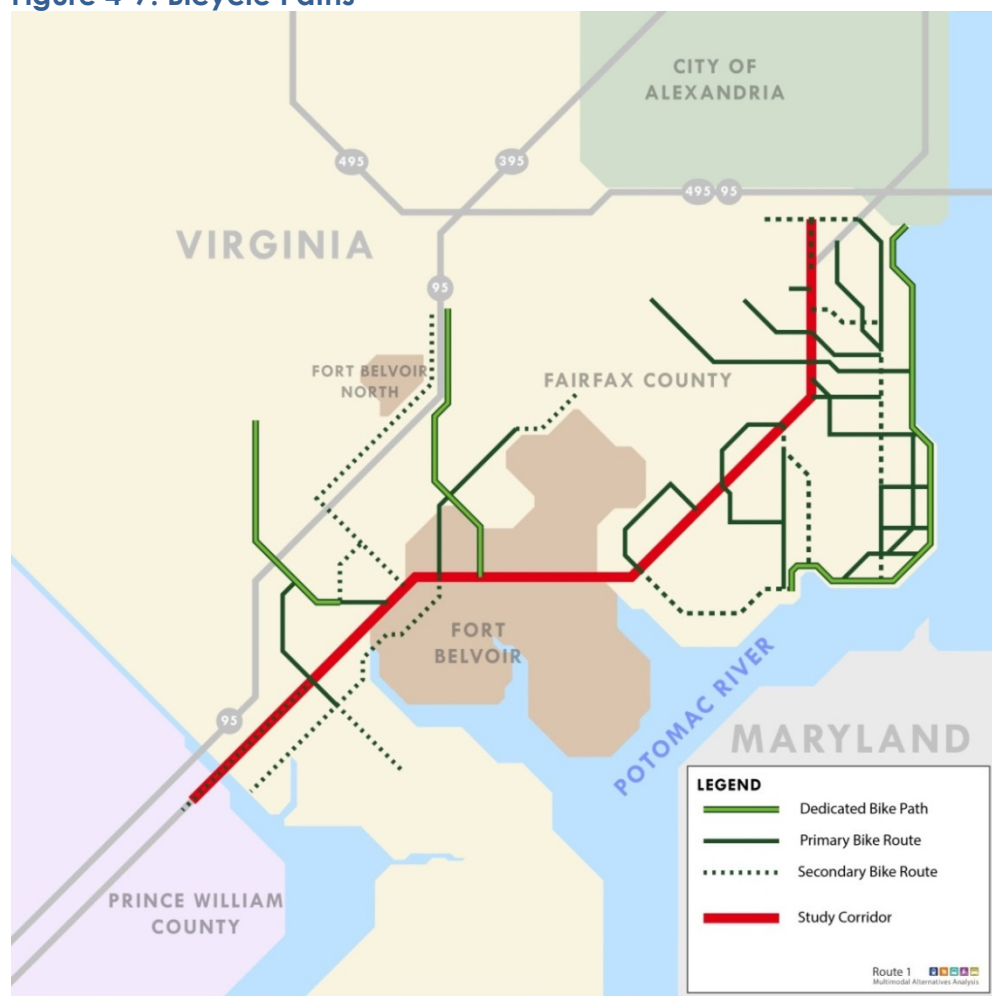 Figure 4-7: Bicycle Paths
CITY OF
ALEXANDRIA
495
395
495
95
VIRGINIA
95
FORT BELVOIR
NORTH
FAIRFAX COUNTY
FORT
BELVOIR
POTOMAC RIVER
95
MARYLAND
PRINCE WILLIAM
COUNTY
LEGEND
Dedicated Bike Path
Primary Bike Route
Secondary Bike Route
Study Corridor
Route 1
Multimodal Alternatives Analysis